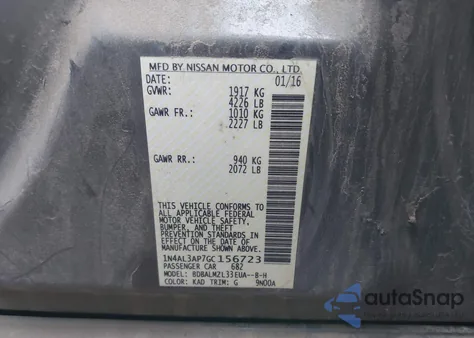 MFD BY NISSAN MOTOR CO., LTD.
DATE: 01/16
GVWR: 1917 KG
4226 LB
GAWR FR.: 1010 KG
2227 LB
GAWR RR.: 940 KG
2072 LB
THIS VEHICLE CONFORMS TO
ALL APPLICABLE FEDERAL
MOTOR VEHICLE SAFETY,
BUMPER, AND THEFT
PREVENTION STANDARDS
IN EFFECT ON THE DATE OF
MANUFACTURE SHOWN ABOVE.
1N4AL3AP7GC156723
PASSENGER CAR 682
MODEL: BDBALMZL33EUA--B-H
COLOR: KAD TRIM: G 9N00A
autoSnap